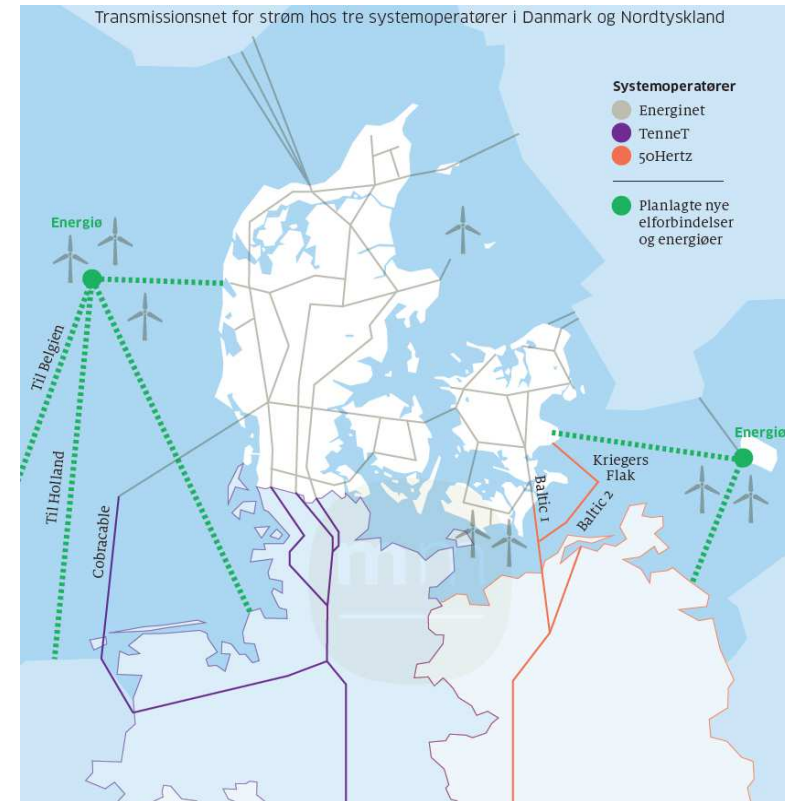 Transmissionsnet for strøm hos tre systemoperatører i Danmark og Nordtyskland
Systemoperatører
Energinet
TenneT
50Hertz
Planlagte nye
elforbindelser
og energiøer
Energiø
Til Belgien
Til Holland
Cobracable
Energiø
Kriegers
Flak
Baltic 1
Baltic 2
mm